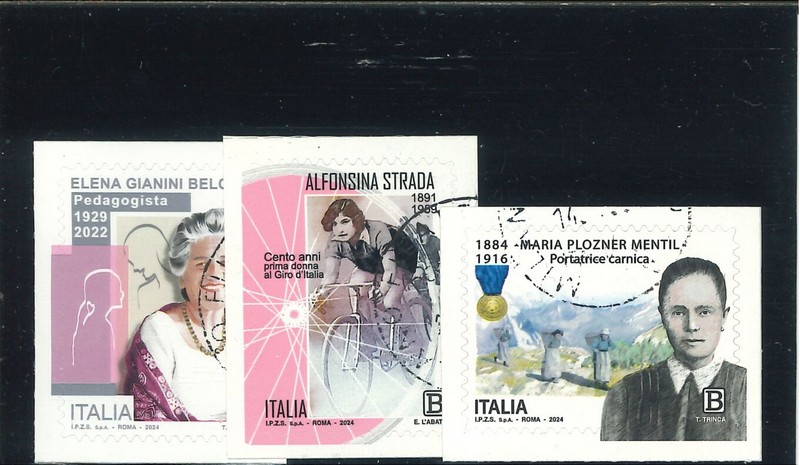 ELENA GIANINI BELO
Pedagogista
1929
2022
ITALIA
I.P.Z.S. S.p.A. - ROMA - 2024
ALFONSINA STRADA
1891
1959
Cento anni
prima donna
al Giro d'Italia
ITALIA
B
I.P.Z.S. S.p.A. - ROMA - 2024
E. L'ABAT
1884 MARIA PLOZNER MENTIL
1916 Portatrice carnica
ITALIA
B
I.P.Z.S. S.p.A. - ROMA - 2024
T. TRINCA